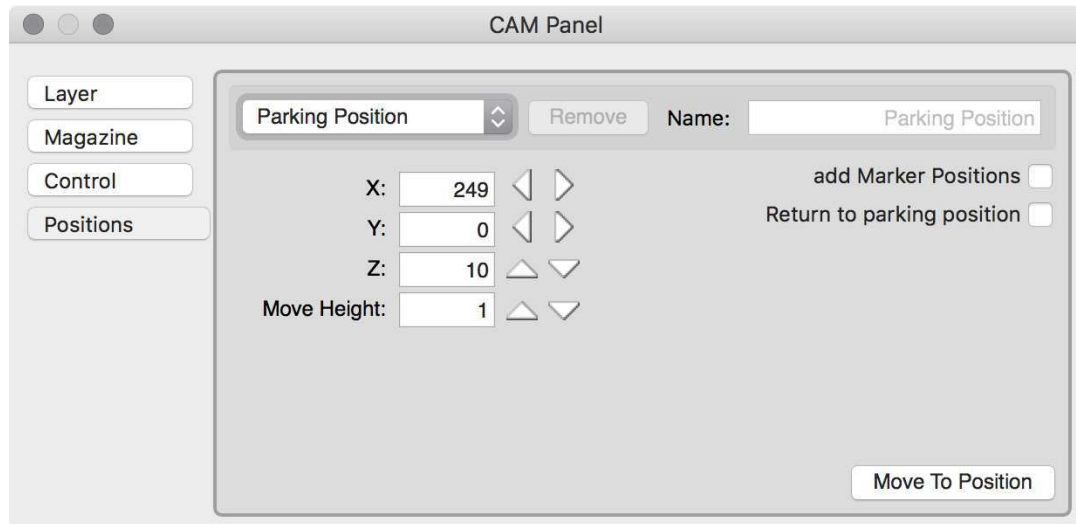 CAM Panel
Layer
Magazine
Control
Positions
Parking Position Remove Name: Parking Position
X: 249
Y: 0
Z: 10
Move Height: 1
add Marker Positions
Return to parking position
Move To Position